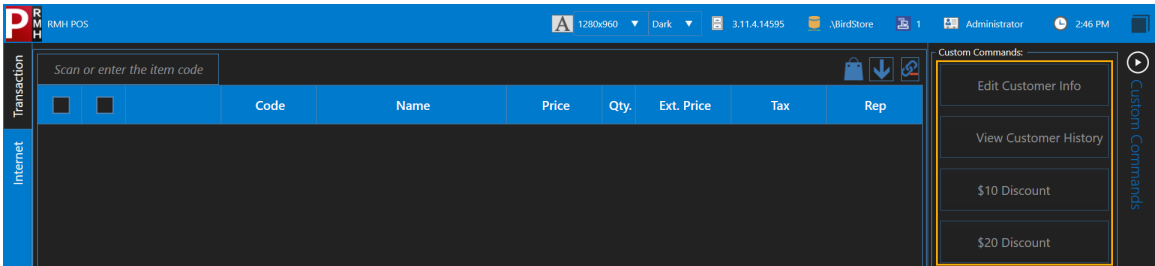 P RMH RMH POS A 1280x960 Dark 3.11.4.14595 .\BirdStore 1 Administrator 2:46 PM
Transaction
Internet
Scan or enter the item code
Code Name Price Qty. Ext. Price Tax Rep
Custom Commands:
Edit Customer Info
View Customer History
$10 Discount
$20 Discount
Custom Commands